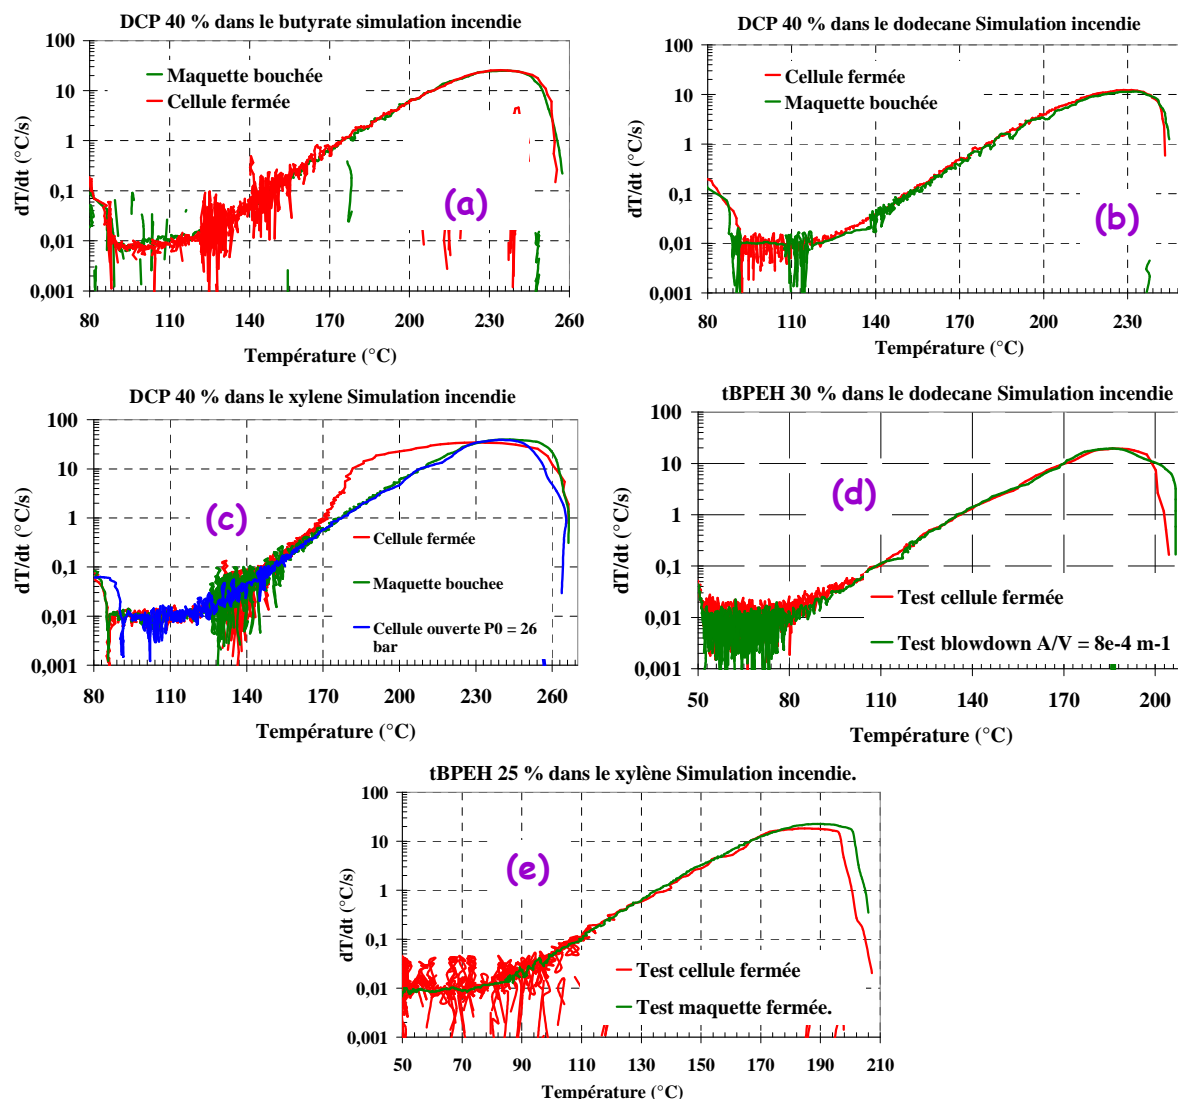 DCP 40 % dans le butyrate simulation incendie
100
10
1
0,1
0,01
0,001
dT/dt (°C/s)
Maquette bouchée
Cellule fermée
(a)
80 110 140 170 200 230 260
Température (°C)
DCP 40 % dans le dodecane Simulation incendie
100
10
1
0,1
0,01
0,001
dT/dt (°C/s)
Cellule fermée
Maquette bouchée
(b)
80 110 140 170 200 230
Température (°C)
DCP 40 % dans le xylene Simulation incendie
100
10
1
0,1
0,01
0,001
dT/dt (°C/s)
(c)
Cellule fermée
Maquette bouchee
Cellule ouverte P0 = 26
bar
80 110 140 170 200 230 260
Température (°C)
tBPEH 30 % dans le dodecane Simulation incendie
100
10
1
0,1
0,01
0,001
dT/dt (°C/s)
(d)
Test cellule fermée
Test blowdown A/V = 8e-4 m-1
50 80 110 140 170 200
Température (°C)
tBPEH 25 % dans le xylène Simulation incendie.
100
10
1
0,1
0,01
0,001
dT/dt (°C/s)
(e)
Test cellule fermée
Test maquette fermée.
50 70 90 110 130 150 170 190 210
Température (°C)